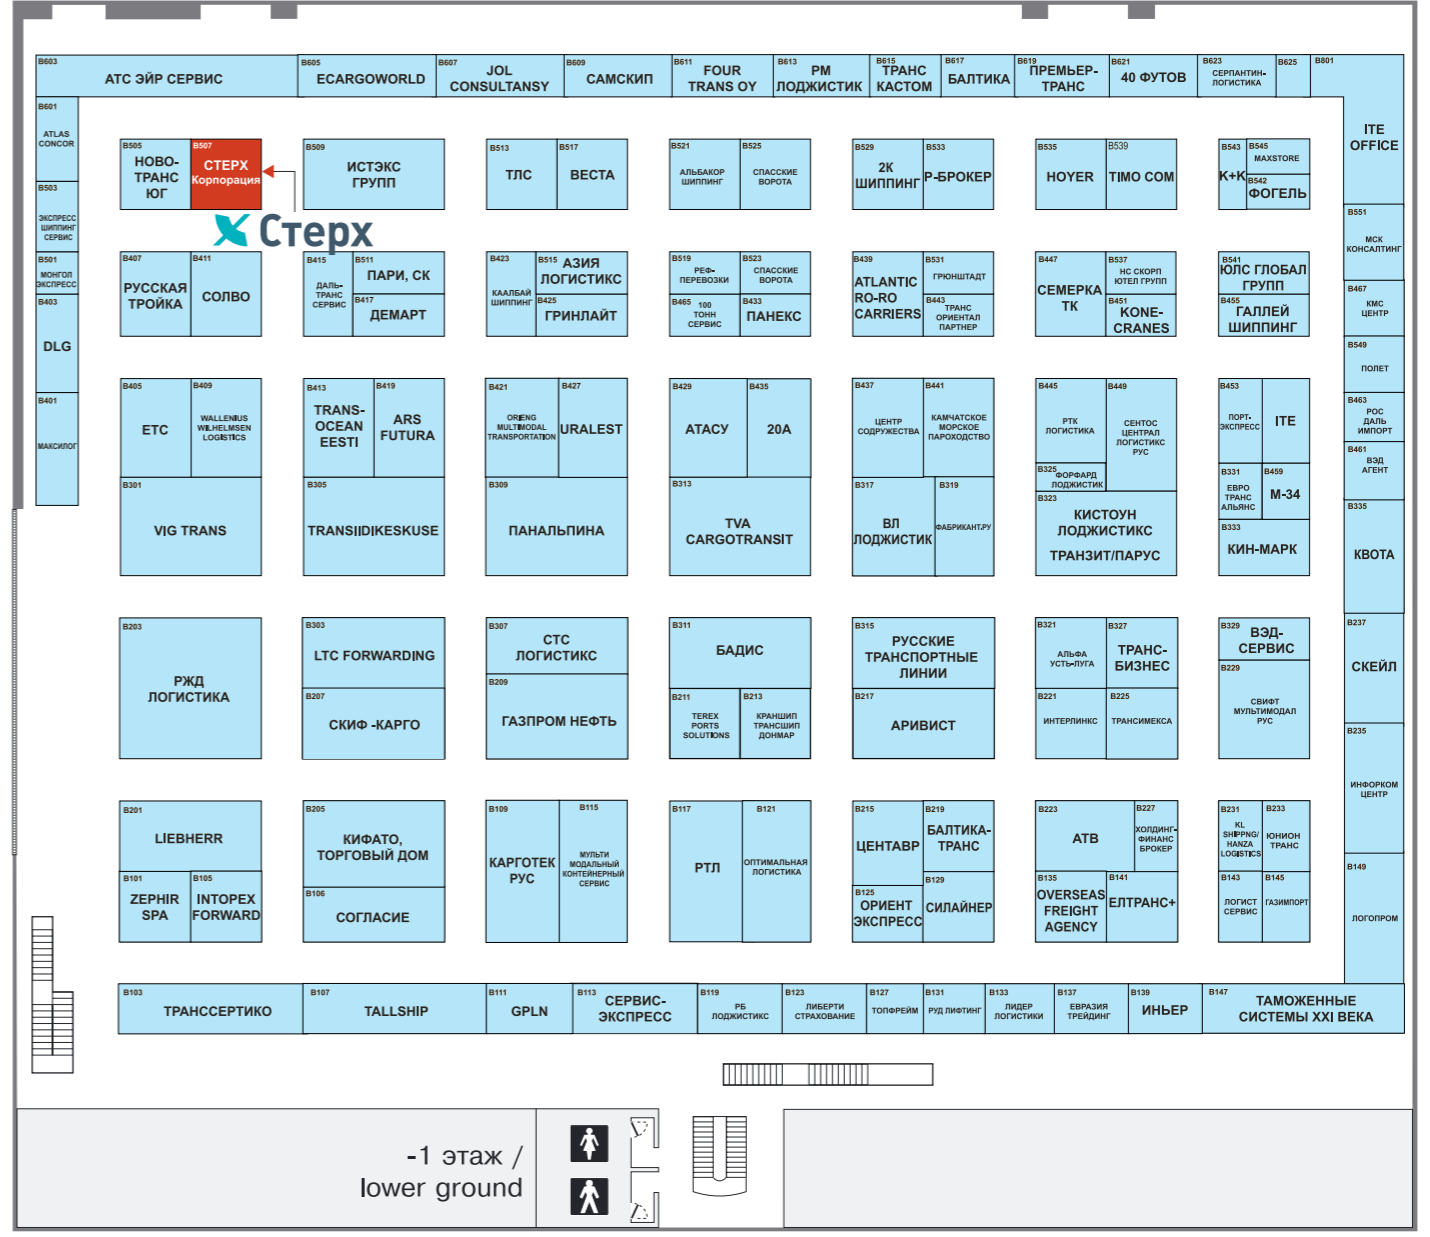 B603
АТС ЭЙР СЕРВИС
B605
ECARGOWORLD
B607
JOL
CONSULTANSY
B609
САМСКИП
B611
FOUR
TRANS OY
B613
РМ
ЛОДЖИСТИК
B615
ТРАНС
КАСТОМ
B617
БАЛТИКА
B619
ПРЕМЬЕР-
ТРАНС
B621
40 ФУТОВ
B623
СЕРПАНТИН-
ЛОГИСТИКА
B625
B801
ITE
OFFICE
B601
ATLAS
CONCOR
B503
ЭКСПРЕСС
ШИППИНГ
СЕРВИС
B501
МОНГОЛ
ЭКСПРЕСС
B403
DLG
B401
МАКСИЛОГ
B505
НОВО-
ТРАНС
ЮГ
B507
СТЕРХ
Корпорация
Стерх
B509
ИСТЭКС
ГРУПП
B513
ТЛС
B517
ВЕСТА
B521
АЛЬБАКОР
ШИППИНГ
B525
СПАССКИЕ
ВОРОТА
B529
2К
ШИППИНГ
B533
Р-БРОКЕР
B535
HOYER
B539
TIMO COM
B543
K+K
B545
MAXSTORE
B542
ФОГЕЛЬ
B551
МСК
КОНСАЛТИНГ
B407
РУССКАЯ
ТРОЙКА
B411
СОЛВО
B415
ДАЛЬ-
ТРАНС
СЕРВИС
B511
ПАРИ, СК
B417
ДЕМАРТ
B423
КААЛБАЙ
ШИППИНГ
B515
АЗИЯ
ЛОГИСТИКС
B425
ГРИНЛАЙТ
B519
РЕФ-
ПЕРЕВОЗКИ
B523
СПАССКИЕ
ВОРОТА
B465
100
ТОНН
СЕРВИС
B433
ПАНЕКС
B439
ATLANTIC
RO-RO
CARRIERS
B531
ГРЮНШТАДТ
B443
ТРАНС
ОРИЕНТАЛ
ПАРТНЕР
B447
СЕМЕРКА
ТК
B537
НС СКОРП
ЮТЕЛ ГРУПП
B451
KONE-
CRANES
B541
ЮЛС ГЛОБАЛ
ГРУПП
B455
ГАЛЛЕЙ
ШИППИНГ
B467
КМС
ЦЕНТР
B549
ПОЛЕТ
B463
РОС
ДАЛЬ
ИМПОРТ
B461
ВЭД
АГЕНТ
B335
КВОТА
B405
ЕТС
B409
WALLENIUS
WILHELMSEN
LOGISTICS
B301
VIG TRANS
B413
TRANS-
OCEAN
EESTI
B419
ARS
FUTURA
B305
TRANSIIDIKESKUSE
B421
ORIENG
MULTIMODAL
TRANSPORTATION
B427
URALEST
B309
ПАНАЛЬПИНА
B429
АТАСУ
B435
20А
B313
TVA
CARGOTRANSIT
B437
ЦЕНТР
СОДРУЖЕСТВА
B441
КАМЧАТСКОЕ
МОРСКОЕ
ПАРОХОДСТВО
B317
ВЛ
ЛОДЖИСТИК
B319
ФАБРИКАНТ.РУ
B445
РТК
ЛОГИСТИКА
B449
СЕНТОС
ЦЕНТРАЛ
ЛОГИСТИКС
РУС
B325
ФОРФАРД
ЛОДЖИСТИК
B323
КИСТОУН
ЛОДЖИСТИКС
ТРАНЗИТ/ПАРУС
B453
ПОРТ-
ЭКСПРЕСС
ITE
B331
ЕВРО
ТРАНС
АЛЬЯНС
B459
М-34
B333
КИН-МАРК
B203
РЖД
ЛОГИСТИКА
B303
LTC FORWARDING
B207
СКИФ -КАРГО
B307
СТС
ЛОГИСТИКС
B209
ГАЗПРОМ НЕФТЬ
B311
БАДИС
B211
TEREX
PORTS
SOLUTIONS
B213
КРАНШИП
ТРАНСШИП
ДОНМАР
B315
РУССКИЕ
ТРАНСПОРТНЫЕ
ЛИНИИ
B217
АРИВИСТ
B321
АЛЬФА
УСТЬ-ЛУГА
B327
ТРАНС-
БИЗНЕС
B221
ИНТЕРЛИНКС
B225
ТРАНСИМЕКСА
B329
ВЭД-
СЕРВИС
B229
СВИФТ
МУЛЬТИМОДАЛ
РУС
B237
СКЕЙЛ
B235
ИНФОРКОМ
ЦЕНТР
B149
ЛОГОПРОМ
B201
LIEBHERR
B101
ZEPHIR
SPA
B105
INTOPEX
FORWARD
B205
КИФАТО,
ТОРГОВЫЙ ДОМ
B106
СОГЛАСИЕ
B109
КАРГОТЕК
РУС
B115
МУЛЬТИ
МОДАЛЬНЫЙ
КОНТЕЙНЕРНЫЙ
СЕРВИС
B117
РТЛ
B121
ОПТИМАЛЬНАЯ
ЛОГИСТИКА
B215
ЦЕНТАВР
B219
БАЛТИКА-
ТРАНС
B125
ОРИЕНТ
ЭКСПРЕСС
B129
СИЛАЙНЕР
B223
АТВ
B227
ХОЛДИНГ-
ФИНАНС
БРОКЕР
B135
OVERSEAS
FREIGHT
AGENCY
B141
ЕЛТРАНС+
B231
KL
SHIPPNG/
HANZA
LOGISTICS
B233
ЮНИОН
ТРАНС
B143
ЛОГИСТ
СЕРВИС
B145
ГАЗИМПОРТ
B103
ТРАНССЕРТИКО
B107
TALLSHIP
B111
GPLN
B113
СЕРВИС-
ЭКСПРЕСС
B119
РБ
ЛОДЖИСТИКС
B123
ЛИБЕРТИ
СТРАХОВАНИЕ
B127
ТОПФРЕЙМ
B131
РУД ЛИФТИНГ
B133
ЛИДЕР
ЛОГИСТИКИ
B137
ЕВРАЗИЯ
ТРЕЙДИНГ
B139
ИНЬЕР
B147
ТАМОЖЕННЫЕ
СИСТЕМЫ XXI ВЕКА
-1 этаж /
lower ground